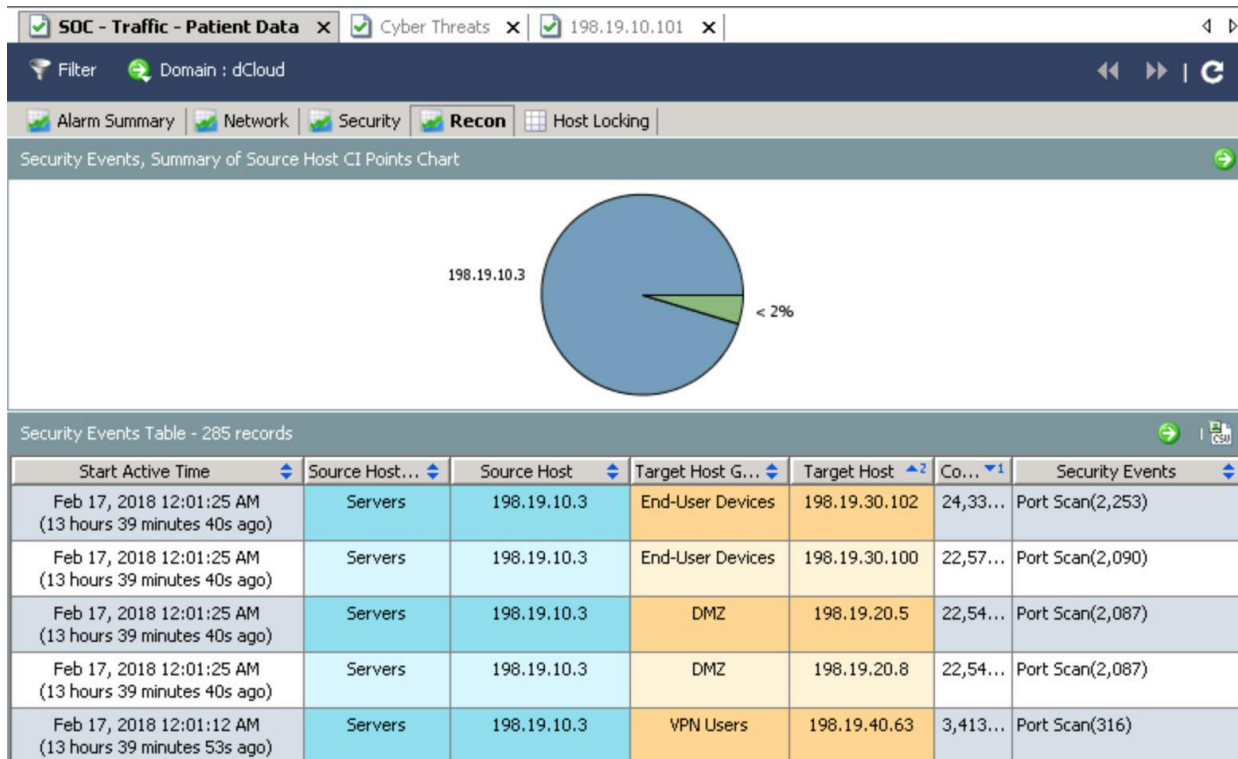 SOC - Traffic - Patient Data X Cyber Threats X 198.19.10.101 X
Filter Domain : dCloud
Alarm Summary Network Security Recon Host Locking
Security Events, Summary of Source Host CI Points Chart
198.19.10.3
< 2%
Security Events Table - 285 records CSV
Start Active Time Source Host... Source Host Target Host G... Target Host 2 Co... 1 Security Events
Feb 17, 2018 12:01:25 AM
(13 hours 39 minutes 40s ago) Servers 198.19.10.3 End-User Devices 198.19.30.102 24,33... Port Scan(2,253)
Feb 17, 2018 12:01:25 AM
(13 hours 39 minutes 40s ago) Servers 198.19.10.3 End-User Devices 198.19.30.100 22,57... Port Scan(2,090)
Feb 17, 2018 12:01:25 AM
(13 hours 39 minutes 40s ago) Servers 198.19.10.3 DMZ 198.19.20.5 22,54... Port Scan(2,087)
Feb 17, 2018 12:01:25 AM
(13 hours 39 minutes 40s ago) Servers 198.19.10.3 DMZ 198.19.20.8 22,54... Port Scan(2,087)
Feb 17, 2018 12:01:12 AM
(13 hours 39 minutes 53s ago) Servers 198.19.10.3 VPN Users 198.19.40.63 3,413... Port Scan(316)